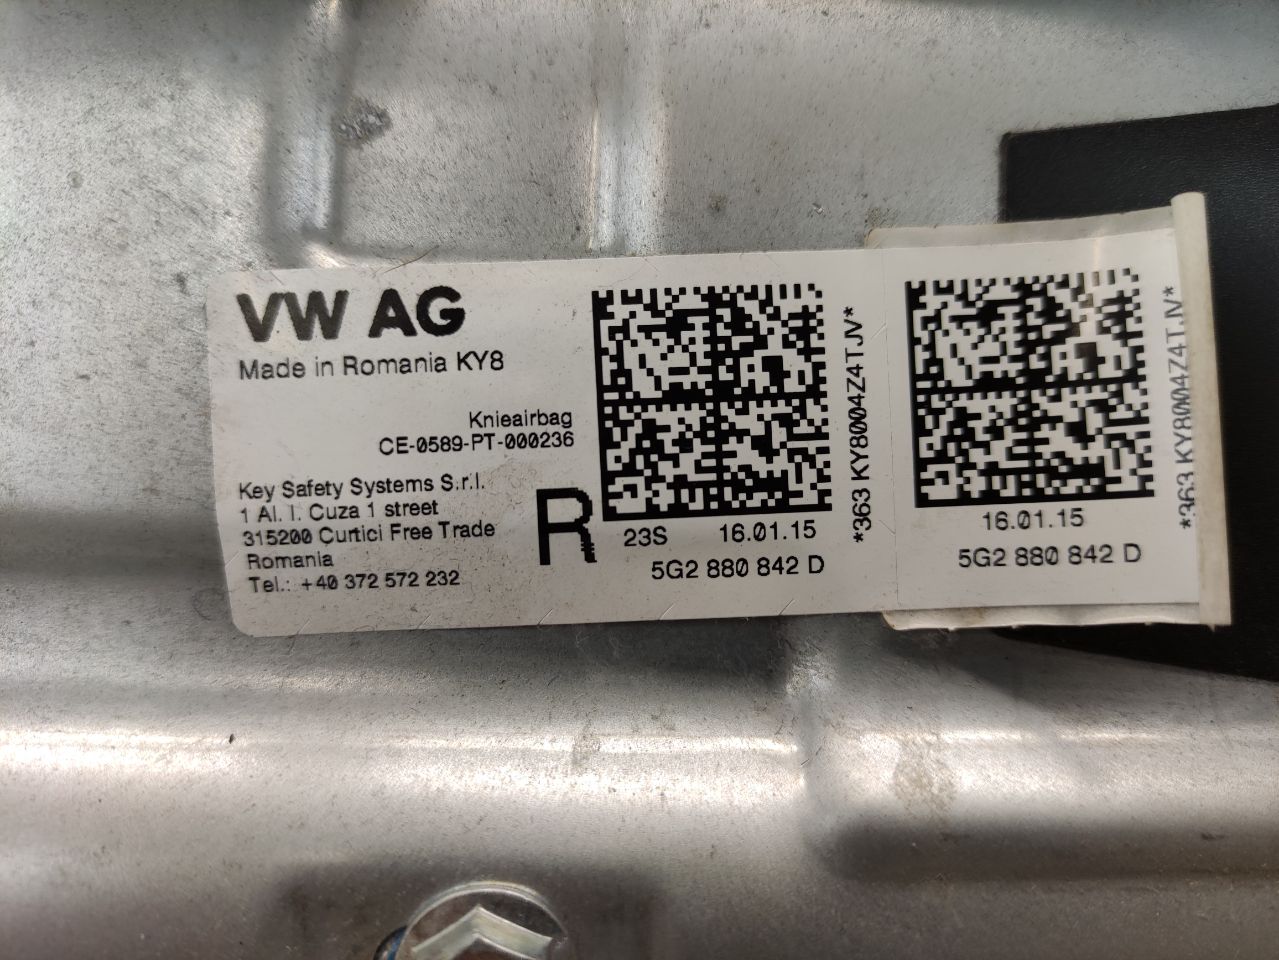 VW AG
Made in Romania KY8
Knieairbag
CE-0589-PT-000236
Key Safety Systems S.r.l.
1 Al. I. Cuza 1 street
315200 Curtici Free Trade
Romania
Tel.: +40 372 572 232
R
23S 16.01.15
5G2 880 842 D
*363 KY8004Z4TJV*
16.01.15
5G2 880 842 D
*363 KY8004Z4TJV*